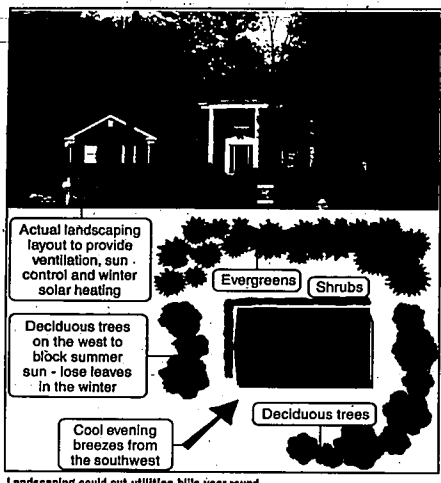 Actual landscaping
layout to provide
ventilation, sun
control and winter
solar heating
Evergreens
Shrubs
Deciduous trees
on the west to
block summer
sun - lose leaves
in the winter
Deciduous trees
Cool evening
breezes from
the southwest
Landscaping could cut utilities bills year round